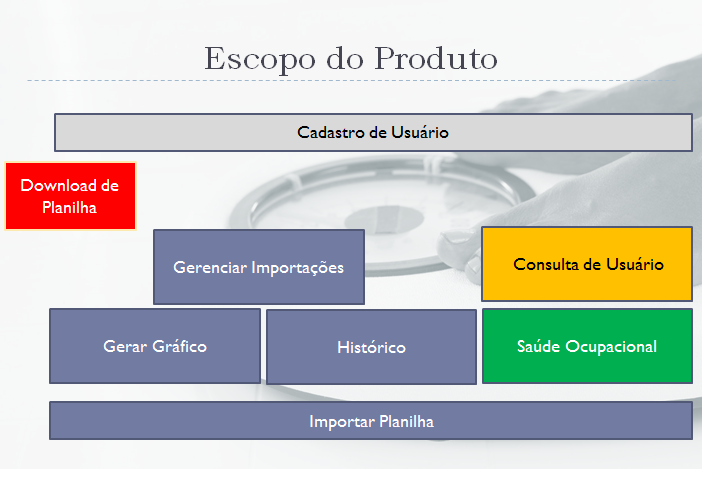 Escopo do Produto
Cadastro de Usuário
Download de
Planilha
Gerenciar Importações
Consulta de Usuário
Gerar Gráfico
Histórico
Saúde Ocupacional
Importar Planilha